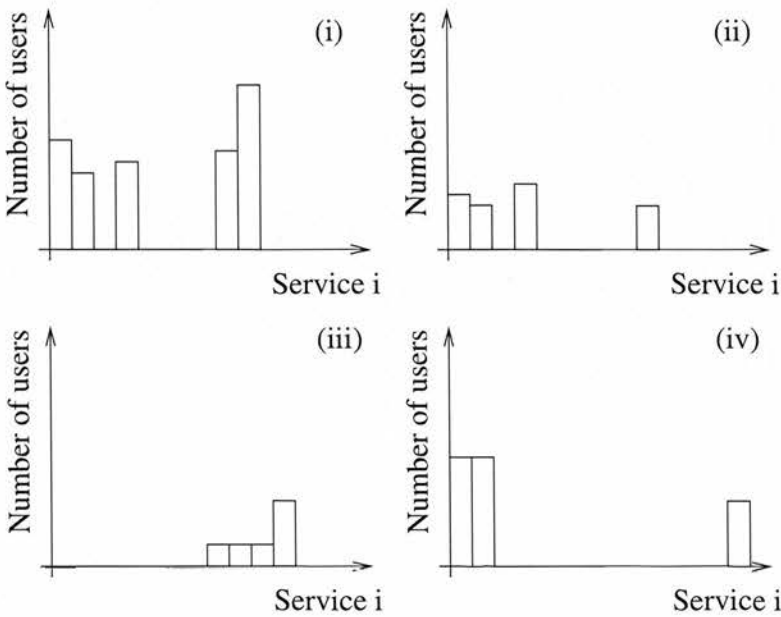 Number of users
(i)
Service i
Number of users
(ii)
Service i
Number of users
(iii)
Service i
Number of users
(iv)
Service i